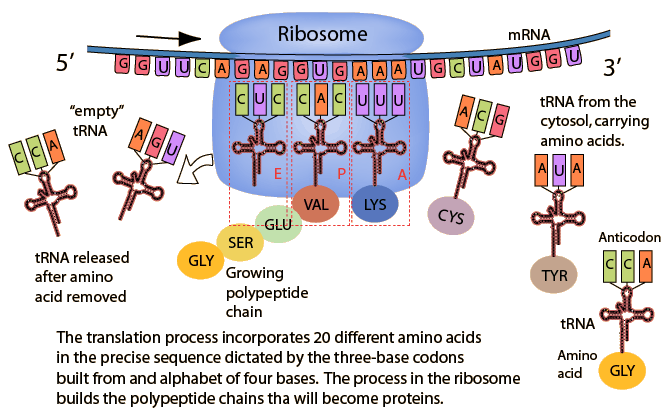 Ribosome
mRNA
5’
G G U U C A G A G G U G A A A U G C U A U G G U
3’
“empty”
tRNA
C U C
C A C
U U U
tRNA from the
cytosol, carrying
amino acids.
C C A
A G U
A C G
E
P
A
A U A
VAL
LYS
CYS
GLU
SER
GLY
Growing
polypeptide
chain
tRNA released
after amino
acid removed
TYR
Anticodon
C C A
tRNA
Amino
acid
GLY
The translation process incorporates 20 different amino acids
in the precise sequence dictated by the three-base codons
built from and alphabet of four bases. The process in the ribosome
builds the polypeptide chains tha will become proteins.